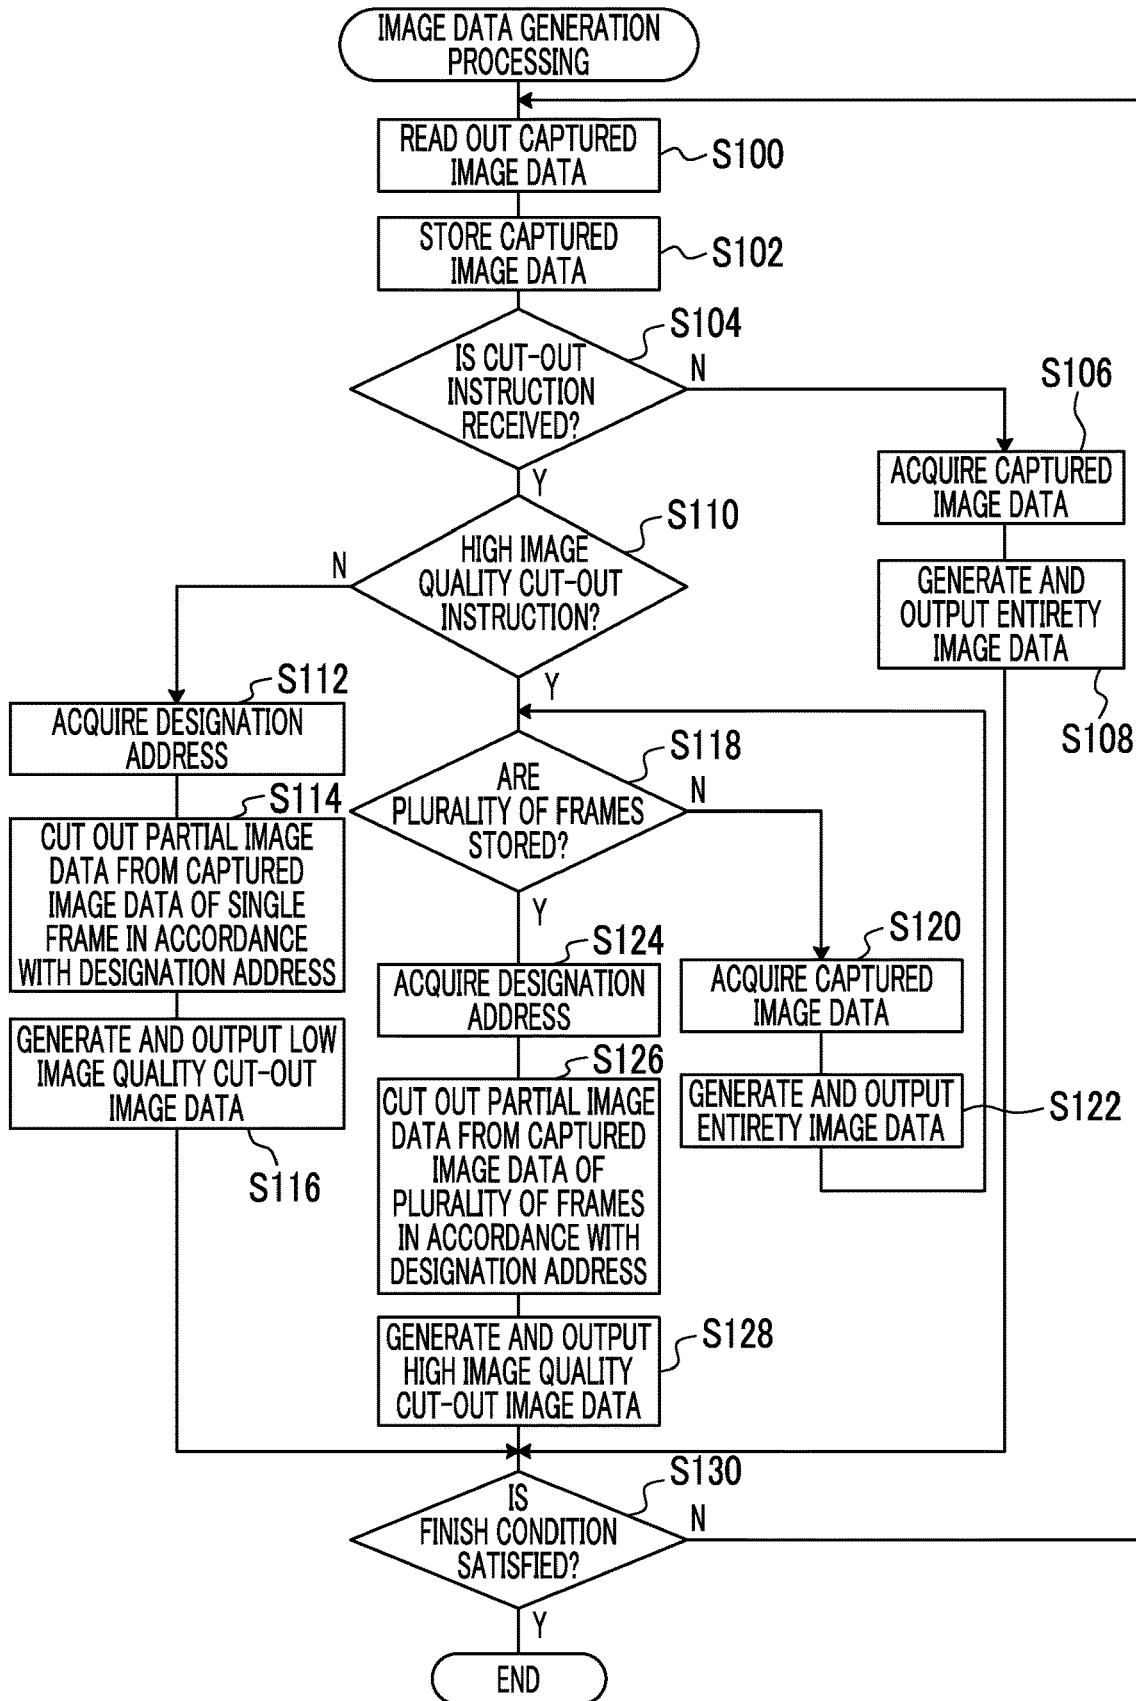 IMAGE DATA GENERATION
PROCESSING
READ OUT CAPTURED
IMAGE DATA
S100
STORE CAPTURED
IMAGE DATA
S102
IS CUT-OUT
INSTRUCTION
RECEIVED?
S104
N
Y
S106
ACQUIRE CAPTURED
IMAGE DATA
GENERATE AND
OUTPUT ENTIRETY
IMAGE DATA
S108
HIGH IMAGE
QUALITY CUT-OUT
INSTRUCTION?
S110
N
Y
S112
ACQUIRE DESIGNATION
ADDRESS
S114
CUT OUT PARTIAL IMAGE
DATA FROM CAPTURED
IMAGE DATA OF SINGLE
FRAME IN ACCORDANCE
WITH DESIGNATION ADDRESS
GENERATE AND OUTPUT LOW
IMAGE QUALITY CUT-OUT
IMAGE DATA
S116
ARE
PLURALITY OF FRAMES
STORED?
S118
N
Y
S120
ACQUIRE CAPTURED
IMAGE DATA
GENERATE AND OUTPUT
ENTIRETY IMAGE DATA
S122
S124
ACQUIRE DESIGNATION
ADDRESS
S126
CUT OUT PARTIAL IMAGE
DATA FROM CAPTURED
IMAGE DATA OF
PLURALITY OF FRAMES
IN ACCORDANCE WITH
DESIGNATION ADDRESS
GENERATE AND OUTPUT
HIGH IMAGE QUALITY
CUT-OUT IMAGE DATA
S128
IS
FINISH CONDITION
SATISFIED?
S130
N
Y
END